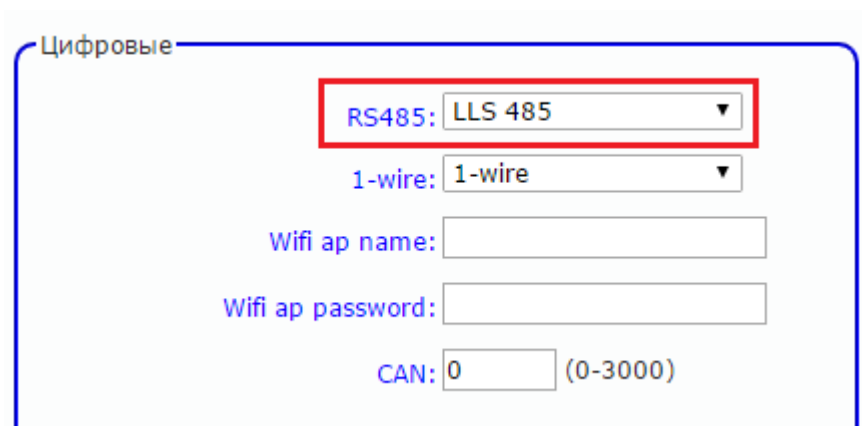 Цифровые
RS485: LLS 485
1-wire: 1-wire
Wifi ap name:
Wifi ap password:
CAN: 0 (0-3000)